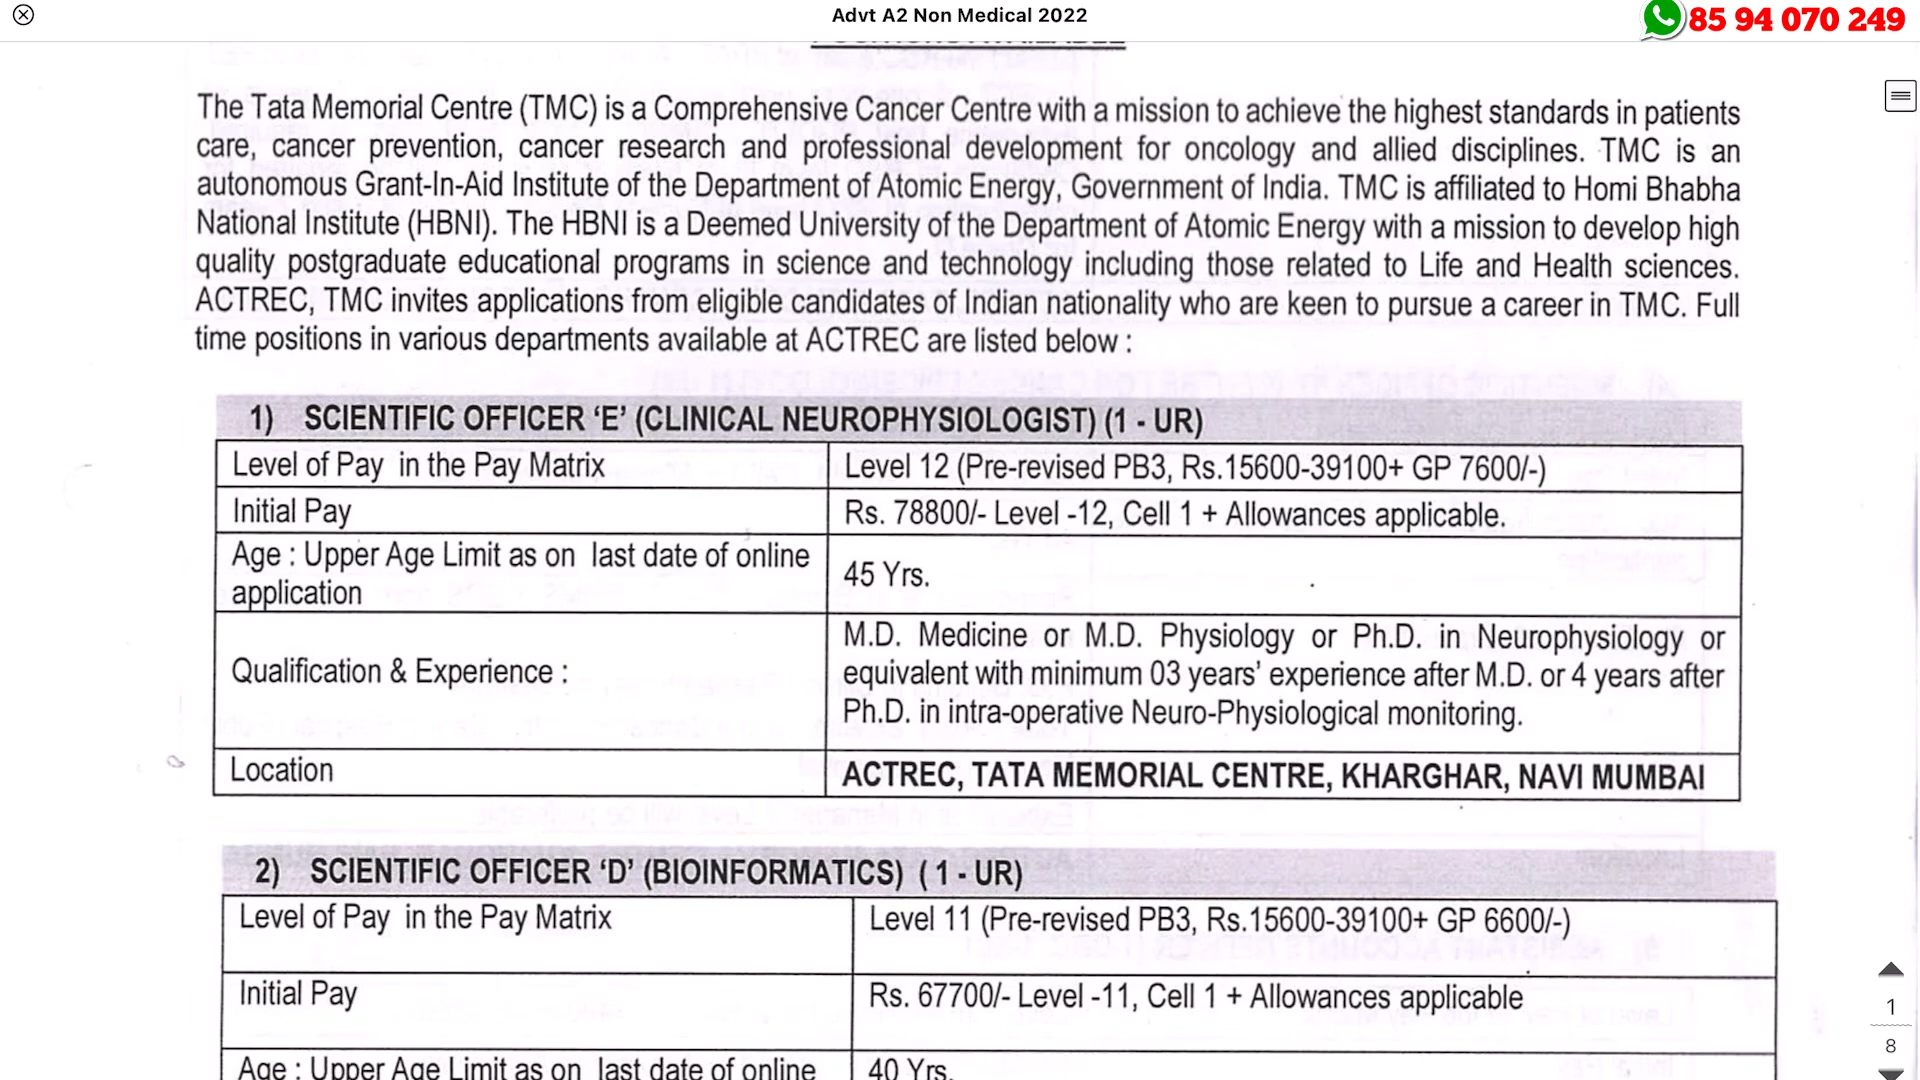 Advt A2 Non Medical 2022
85 94 070 249
The Tata Memorial Centre (TMC) is a Comprehensive Cancer Centre with a mission to achieve the highest standards in patients
care, cancer prevention, cancer research and professional development for oncology and allied disciplines. TMC is an
autonomous Grant-In-Aid Institute of the Department of Atomic Energy, Government of India. TMC is affiliated to Homi Bhabha
National Institute (HBNI). The HBNI is a Deemed University of the Department of Atomic Energy with a mission to develop high
quality postgraduate educational programs in science and technology including those related to Life and Health sciences.
ACTREC, TMC invites applications from eligible candidates of Indian nationality who are keen to pursue a career in TMC. Full
time positions in various departments available at ACTREC are listed below :
1) SCIENTIFIC OFFICER ‘E’ (CLINICAL NEUROPHYSIOLOGIST) (1 - UR)
Level of Pay in the Pay Matrix
Level 12 (Pre-revised PB3, Rs.15600-39100+ GP 7600/-)
Initial Pay
Rs. 78800/- Level -12, Cell 1 + Allowances applicable.
Age : Upper Age Limit as on last date of online
application
45 Yrs.
Qualification & Experience :
M.D. Medicine or M.D. Physiology or Ph.D. in Neurophysiology or
equivalent with minimum 03 years’ experience after M.D. or 4 years after
Ph.D. in intra-operative Neuro-Physiological monitoring.
Location
ACTREC, TATA MEMORIAL CENTRE, KHARGHAR, NAVI MUMBAI
2) SCIENTIFIC OFFICER ‘D’ (BIOINFORMATICS) ( 1 - UR)
Level of Pay in the Pay Matrix
Level 11 (Pre-revised PB3, Rs.15600-39100+ GP 6600/-)
Initial Pay
Rs. 67700/- Level -11, Cell 1 + Allowances applicable
Age : Upper Age Limit as on last date of online
40 Yrs.
1
8